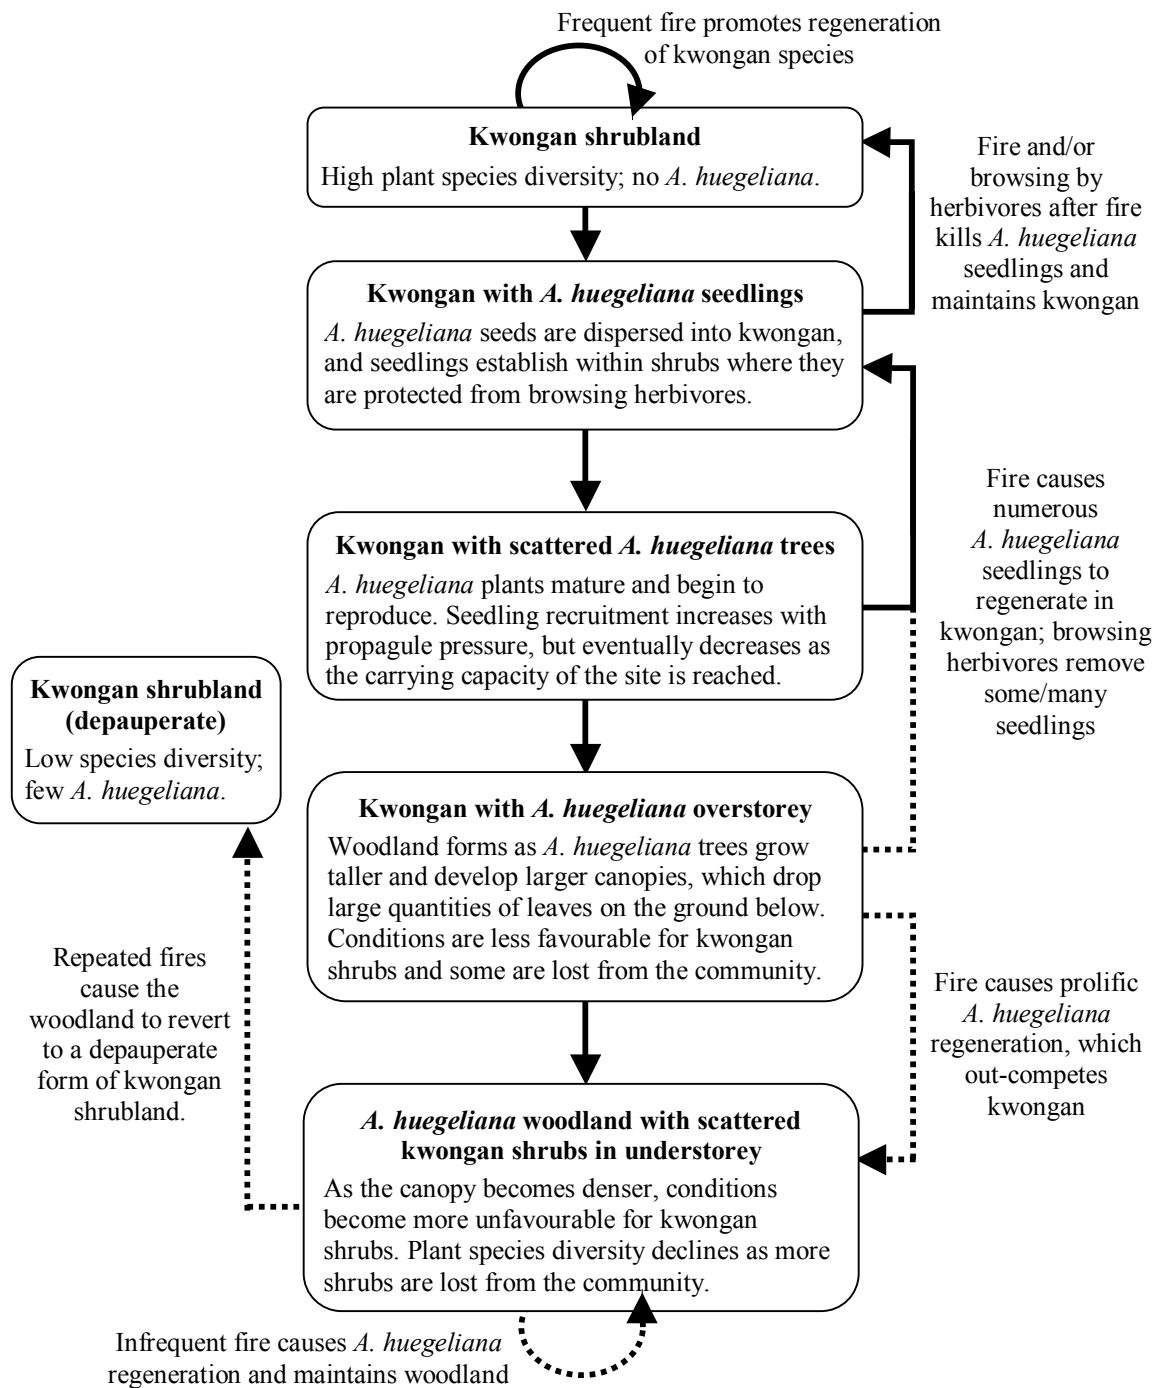 Frequent fire promotes regeneration
of kwongan species
Kwongan shrubland
High plant species diversity; no A. huegeliana.
Fire and/or
browsing by
herbivores after fire
kills A. huegeliana
seedlings and
maintains kwongan
Kwongan with A. huegeliana seedlings
A. huegeliana seeds are dispersed into kwongan,
and seedlings establish within shrubs where they
are protected from browsing herbivores.
Fire causes
numerous
A. huegeliana
seedlings to
regenerate in
kwongan; browsing
herbivores remove
some/many
seedlings
Kwongan with scattered A. huegeliana trees
A. huegeliana plants mature and begin to
reproduce. Seedling recruitment increases with
propagule pressure, but eventually decreases as
the carrying capacity of the site is reached.
Kwongan shrubland
(depauperate)
Low species diversity;
few A. huegeliana.
Kwongan with A. huegeliana overstorey
Woodland forms as A. huegeliana trees grow
taller and develop larger canopies, which drop
large quantities of leaves on the ground below.
Conditions are less favourable for kwongan
shrubs and some are lost from the community.
Repeated fires
cause the
woodland to revert
to a depauperate
form of kwongan
shrubland.
Fire causes prolific
A. huegeliana
regeneration, which
out-competes
kwongan
A. huegeliana woodland with scattered
kwongan shrubs in understorey
As the canopy becomes denser, conditions
become more unfavourable for kwongan
shrubs. Plant species diversity declines as more
shrubs are lost from the community.
Infrequent fire causes A. huegeliana
regeneration and maintains woodland